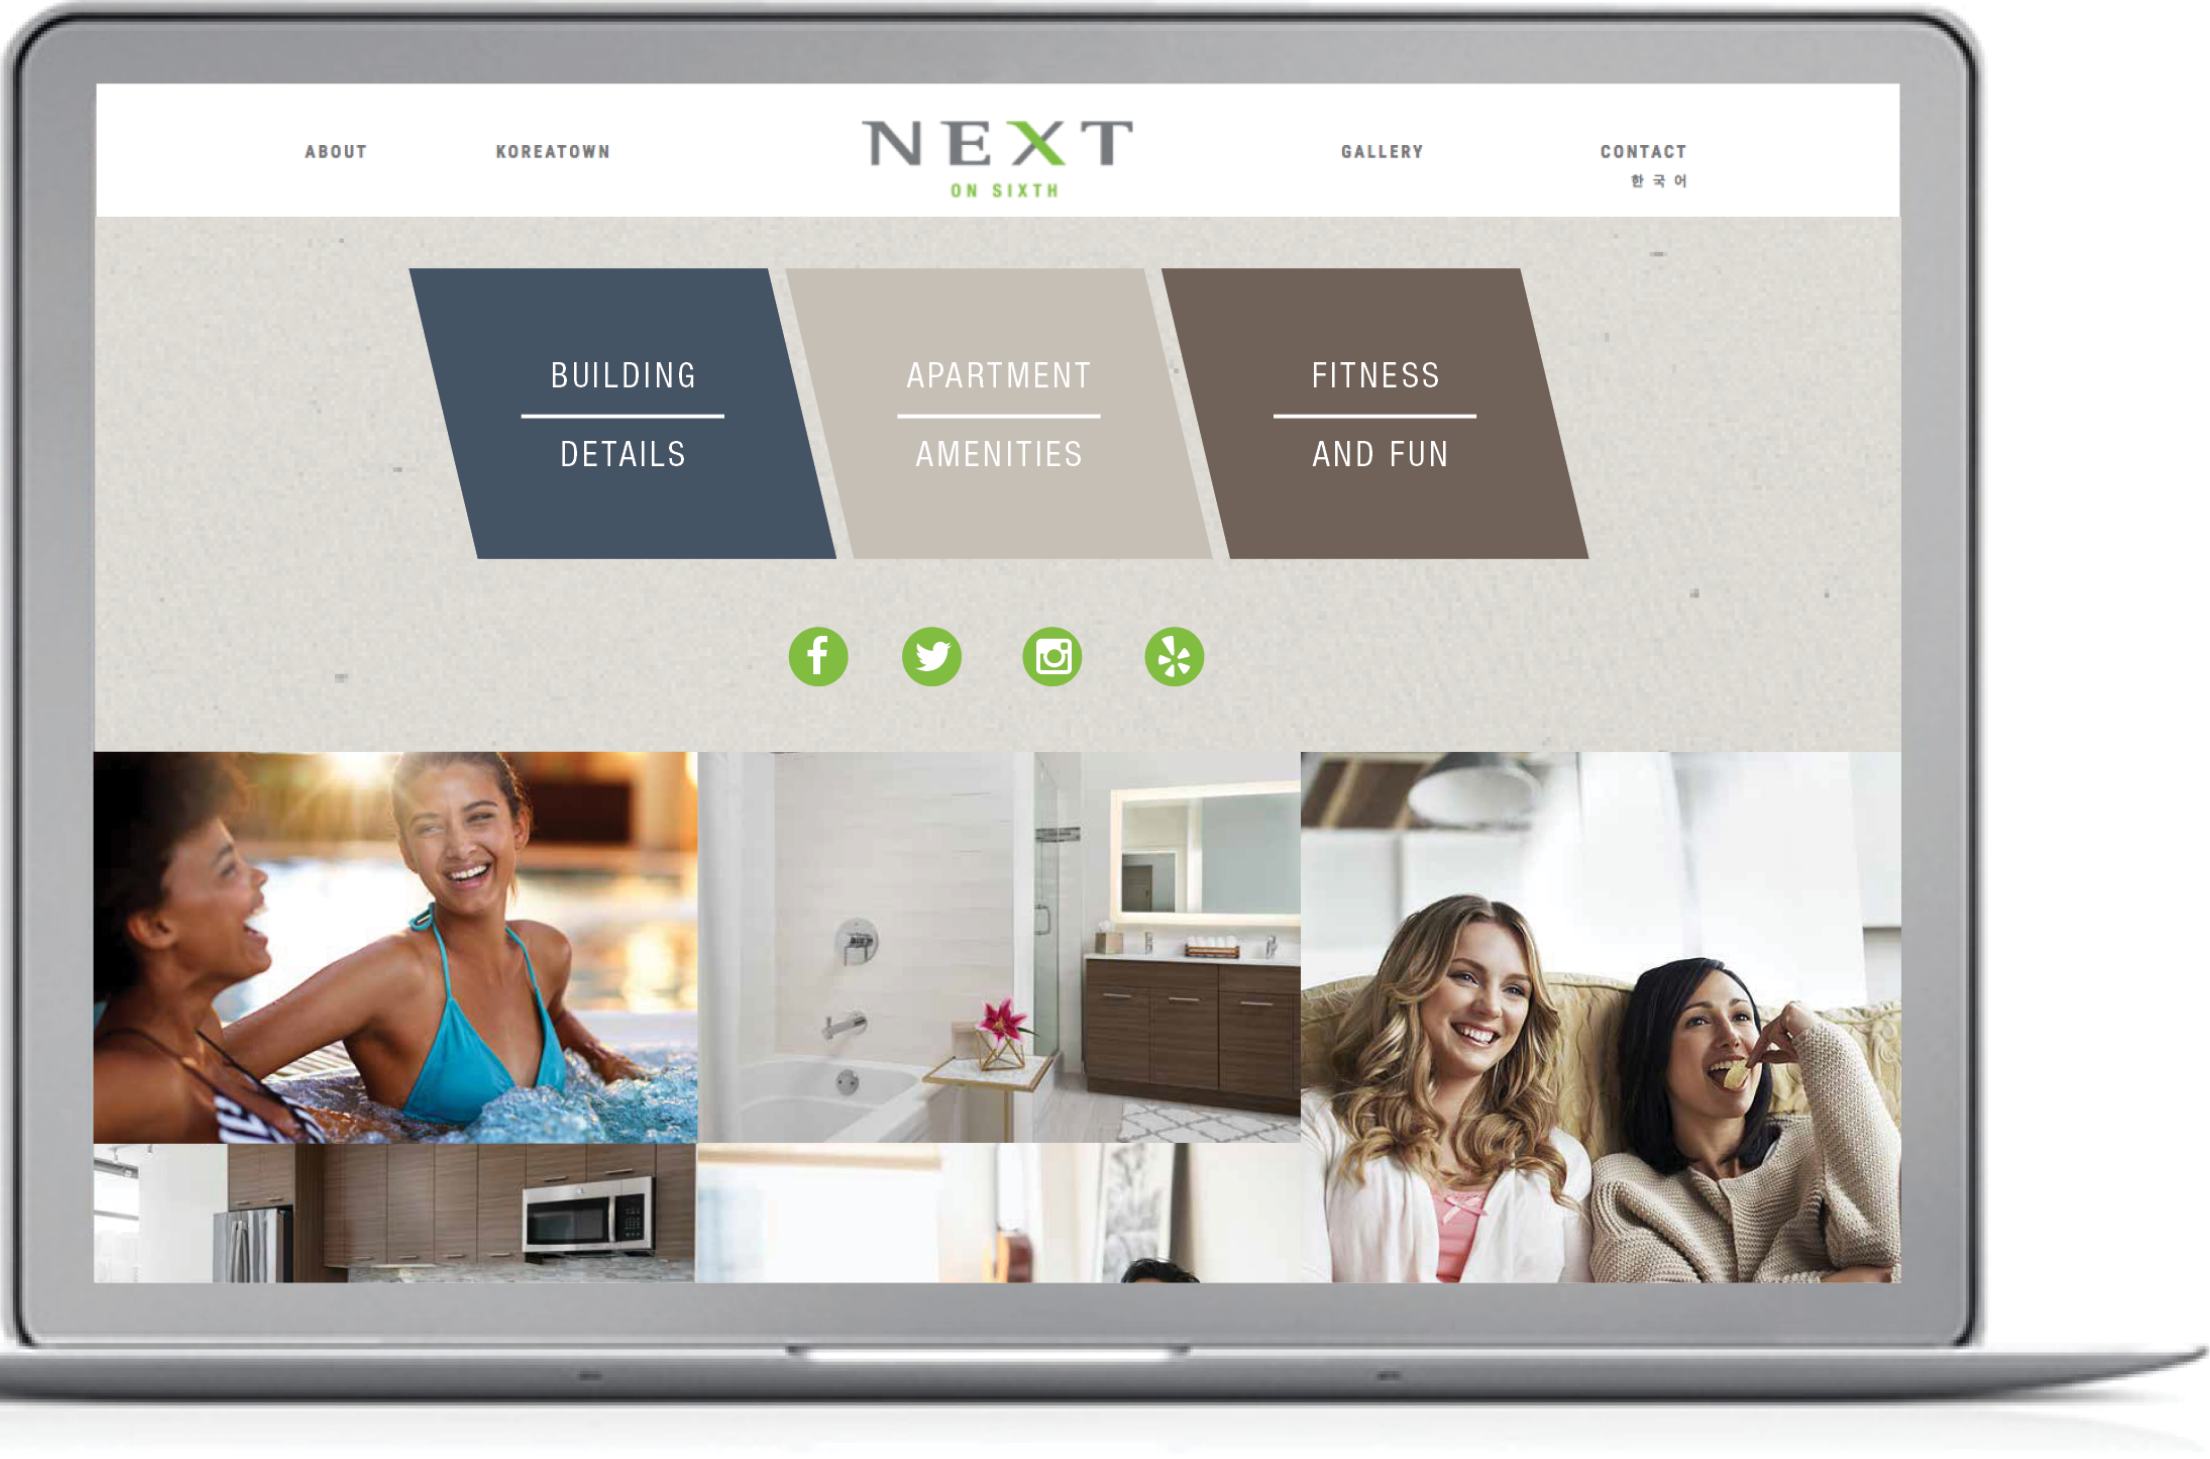 ABOUT
KOREATOWN
NEXT
ON SIXTH
GALLERY
CONTACT
한국어
BUILDING
DETAILS
APARTMENT
AMENITIES
FITNESS
AND FUN